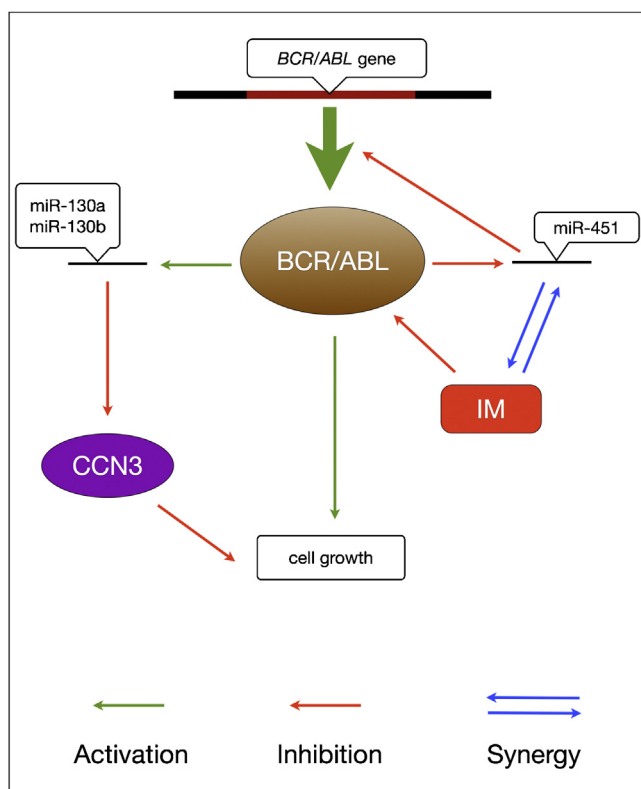 BCR/ABL gene
miR-130a
miR-130b
miR-451
BCR/ABL
IM
CCN3
cell growth
Activation
Inhibition
Synergy